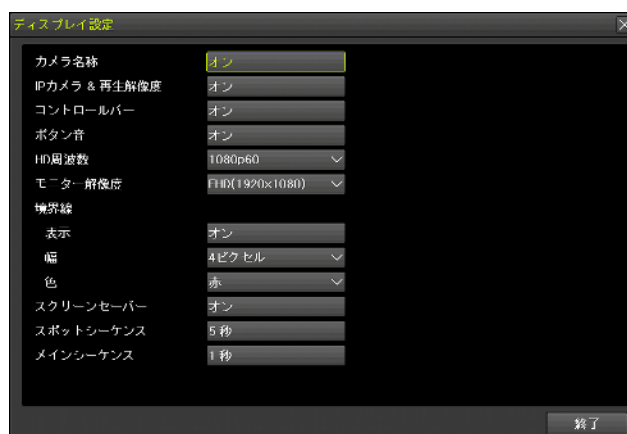 ディスプレイ設定
カメラ名称 オン
IPカメラ & 再生解像度 オン
コントロールバー オン
ボタン音 オン
HD周波数 1080p60
モニター解像度 FHD(1920×1080)
境界線
表示 オン
幅 4ピクセル
色 赤
スクリーンセーバー オン
スポットシーケンス 5 秒
メインシーケンス 1 秒
終了